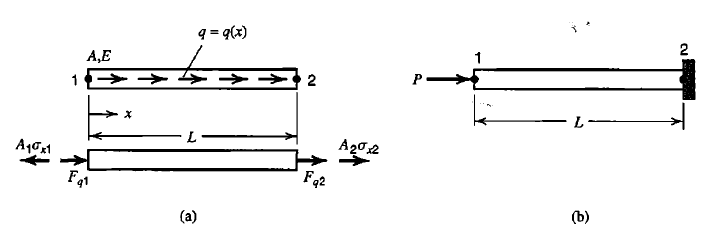 q = q(x)
A,E
1
2
x
L
A₁σₓ₁
F_q1
F_q2
A₂σₓ₂
(a)
1
2
P
L
(b)